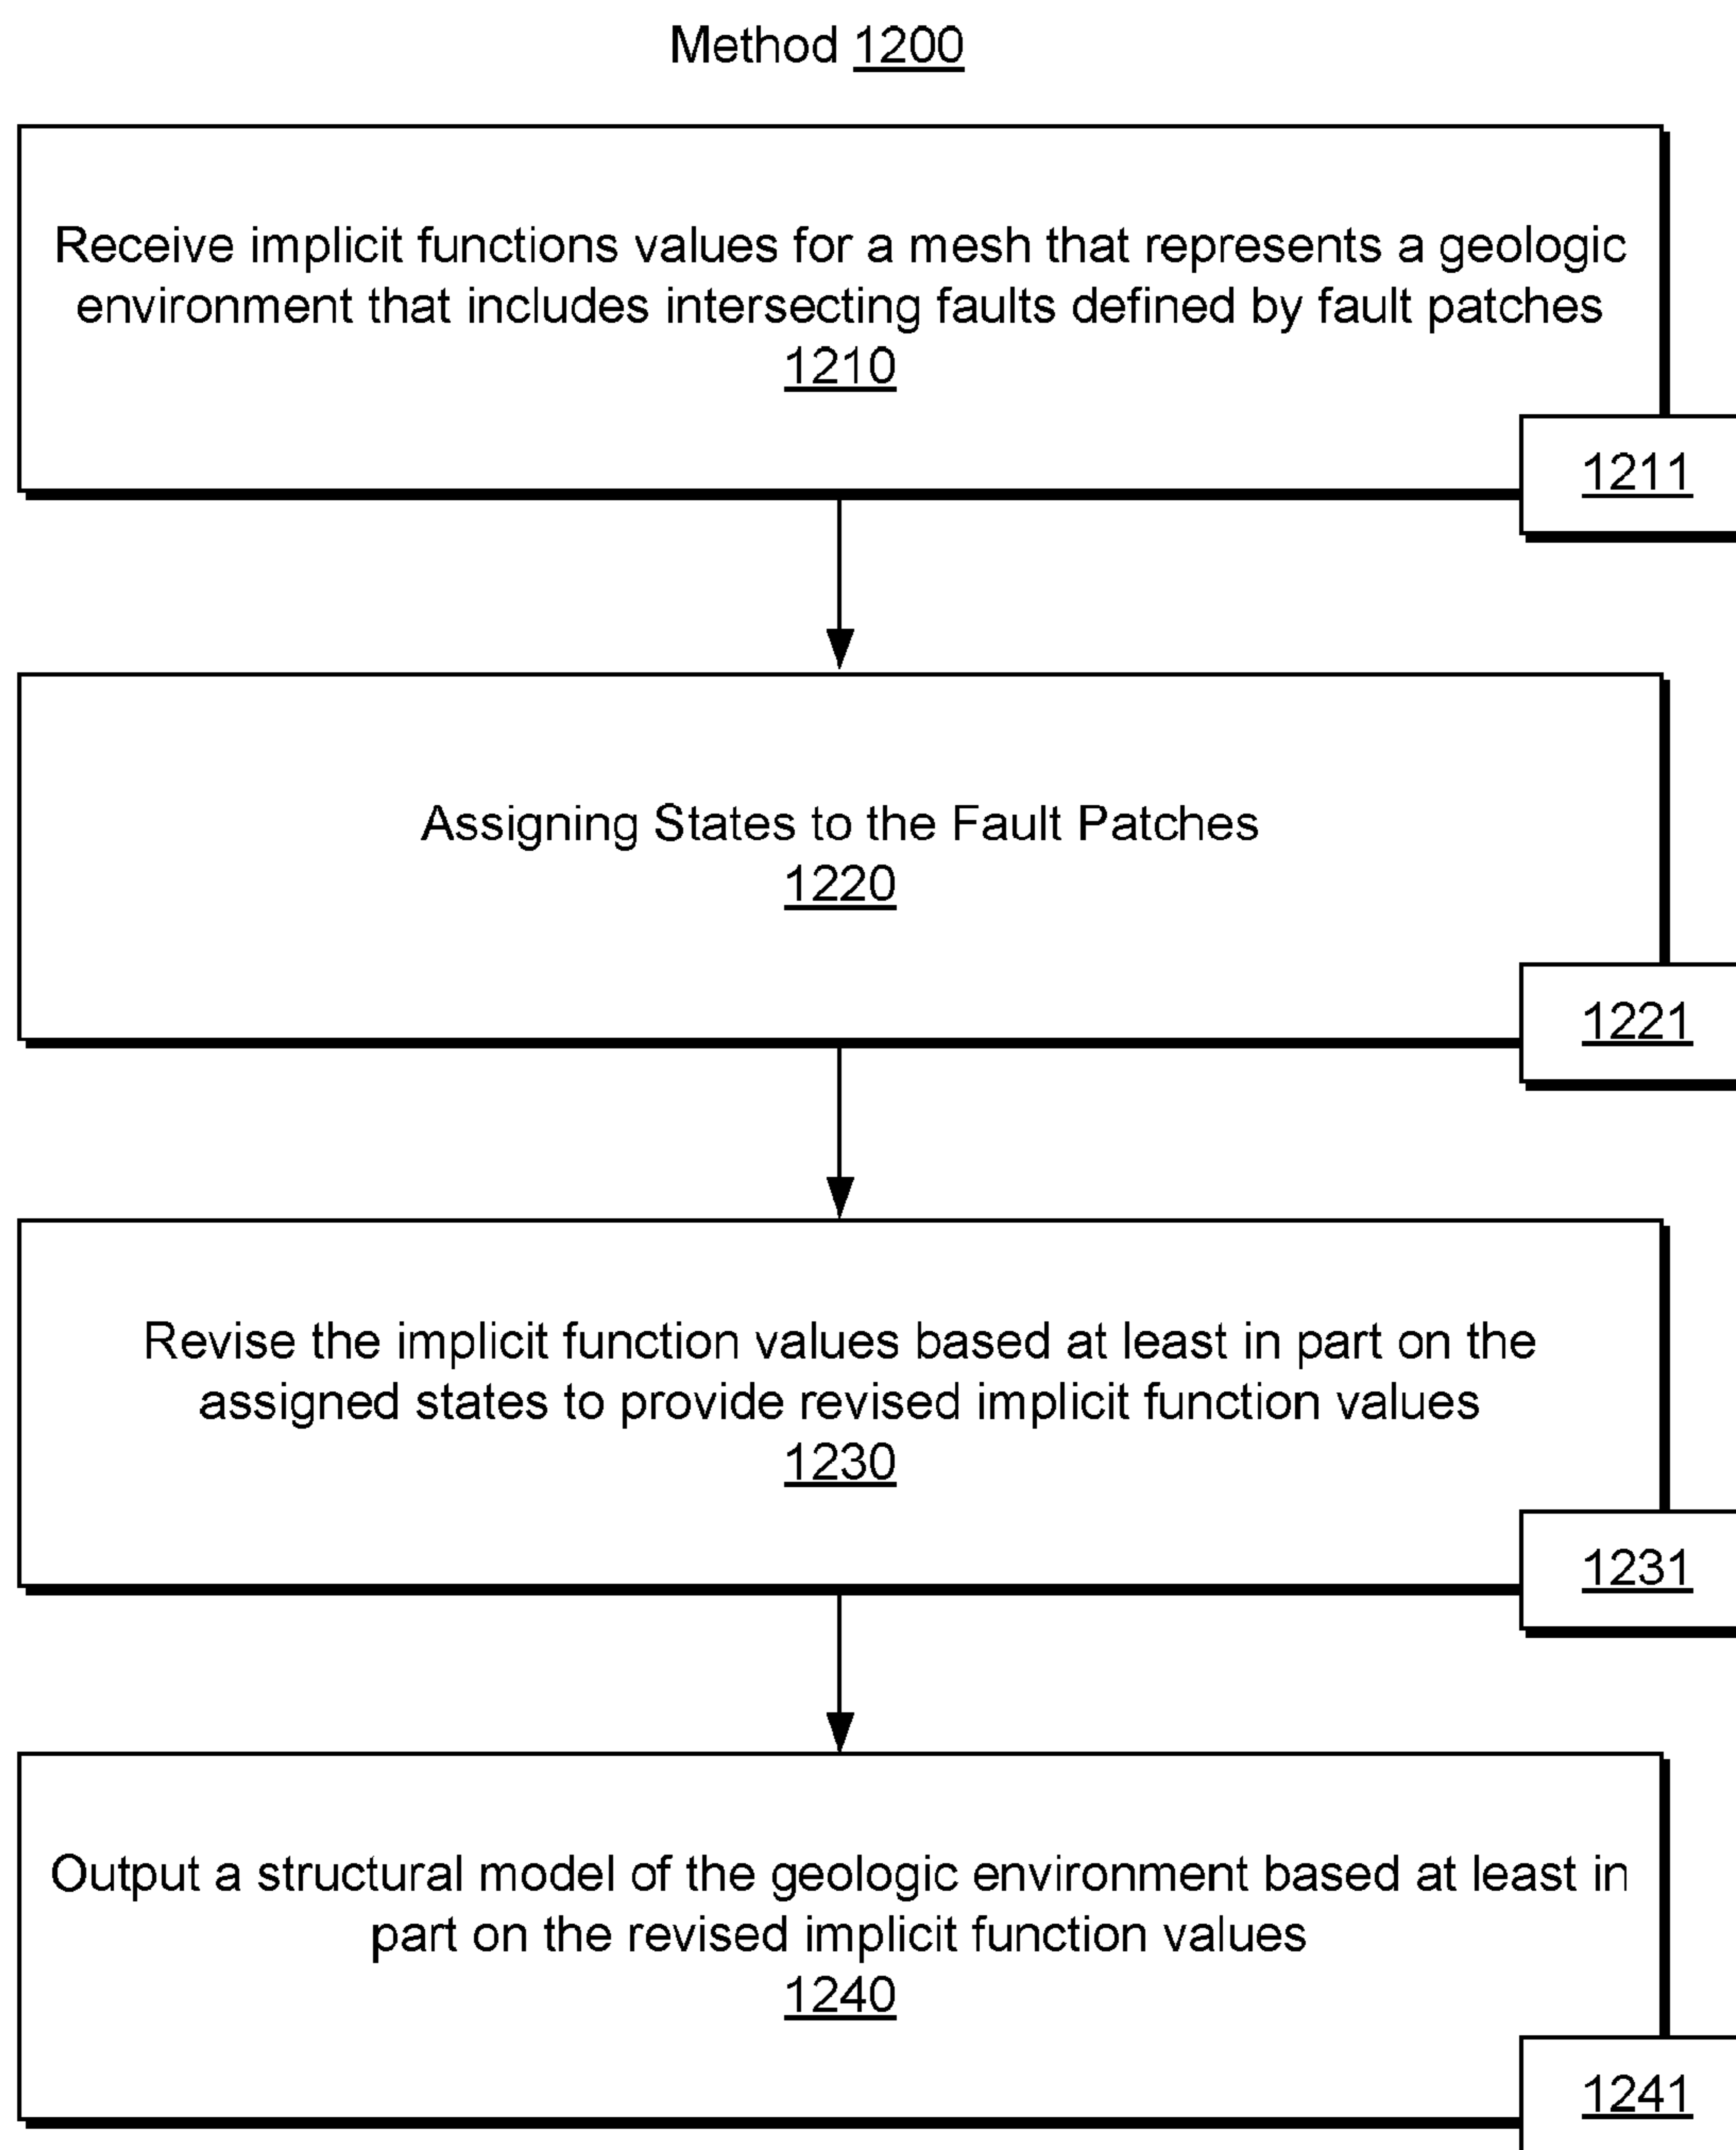 Method 1200
Receive implicit functions values for a mesh that represents a geologic
environment that includes intersecting faults defined by fault patches
1210
1211
Assigning States to the Fault Patches
1220
1221
Revise the implicit function values based at least in part on the
assigned states to provide revised implicit function values
1230
1231
Output a structural model of the geologic environment based at least in
part on the revised implicit function values
1240
1241